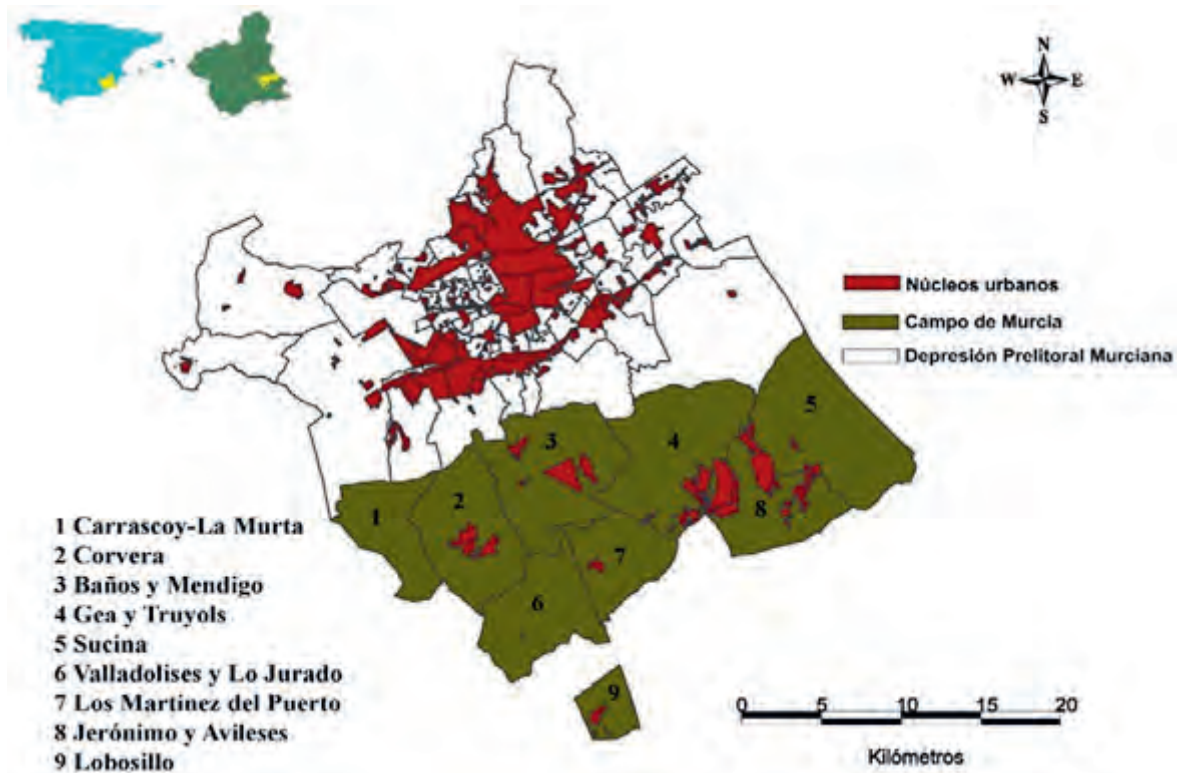 N
W E
S
Núcleos urbanos
Campo de Murcia
Depresión Prelitoral Murciana
5
3
4
2
1
8
7
6
9
1 Carrascoy-La Murta
2 Corvera
3 Baños y Mendigo
4 Gea y Truyols
5 Sucina
6 Valladolises y Lo Jurado
7 Los Martinez del Puerto
8 Jerónimo y Avileses
9 Lobosillo
0 5 10 15 20
Kilómetros